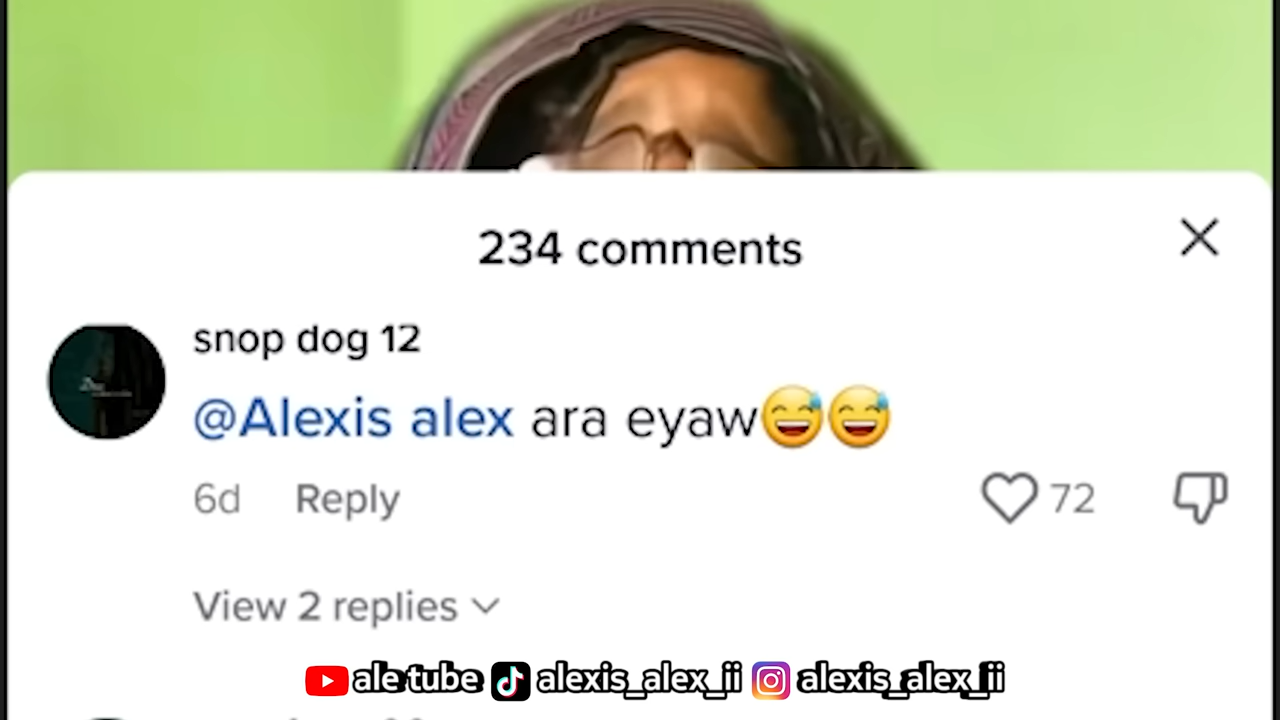 234 comments
snop dog 12
@Alexis alex ara eyaw😅😅
6d Reply 72
View 2 replies
ale tube alexis_alex_ii alexis_alex_ii